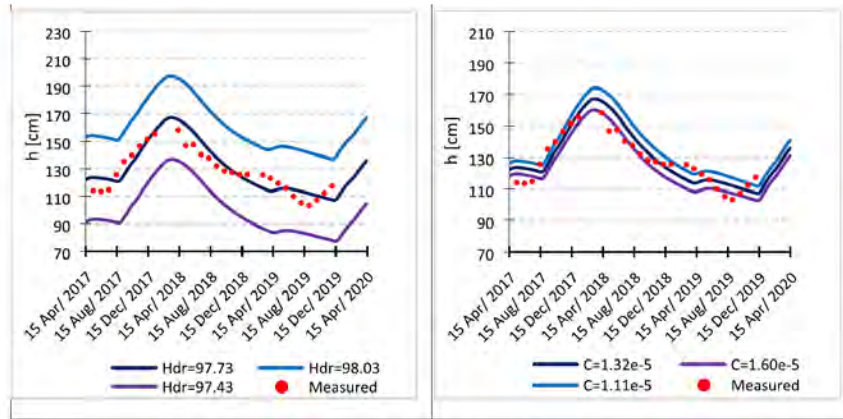 230
210
190
170
150
130
110
90
70
h [cm]
15 Apr/ 2017
15 Aug/ 2017
15 Dec/ 2017
15 Apr/ 2018
15 Aug/ 2018
15 Dec/ 2018
15 Apr/ 2019
15 Aug/ 2019
15 Dec/ 2019
15 Apr/ 2020
Hdr=97.73
Hdr=98.03
Hdr=97.43
Measured
210
190
170
150
130
110
90
70
h [cm]
15 Apr/ 2017
15 Aug/ 2017
15 Dec/ 2017
15 Apr/ 2018
15 Aug/ 2018
15 Dec/ 2018
15 Apr/ 2019
15 Aug/ 2019
15 Dec/ 2019
15 Apr/ 2020
C=1.32e-5
C=1.60e-5
C=1.11e-5
Measured